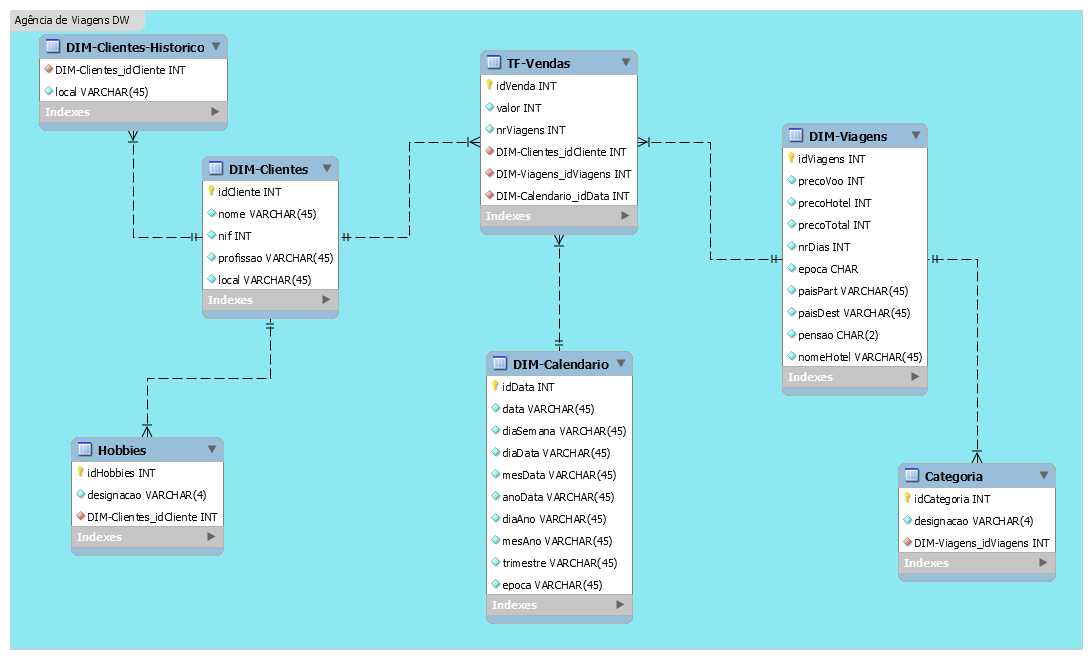 Agência de Viagens DW
DIM-Clientes-Historico
DIM-Clientes_idCliente INT
local VARCHAR(45)
Indexes
DIM-Clientes
idCliente INT
nome VARCHAR(45)
nif INT
profissao VARCHAR(45)
local VARCHAR(45)
Indexes
Hobbies
idHobbies INT
designacao VARCHAR(4)
DIM-Clientes_idCliente INT
Indexes
TF-Vendas
idVenda INT
valor INT
nrViagens INT
DIM-Clientes_idCliente INT
DIM-Viagens_idViagens INT
DIM-Calendario_idData INT
Indexes
DIM-Calendario
idData INT
data VARCHAR(45)
diaSemana VARCHAR(45)
diaData VARCHAR(45)
mesData VARCHAR(45)
anoData VARCHAR(45)
diaAno VARCHAR(45)
mesAno VARCHAR(45)
trimestre VARCHAR(45)
epoca VARCHAR(45)
Indexes
DIM-Viagens
idViagens INT
precoVoo INT
precoHotel INT
precoTotal INT
nrDias INT
epoca CHAR
paisPart VARCHAR(45)
paisDest VARCHAR(45)
pensao CHAR(2)
nomeHotel VARCHAR(45)
Indexes
Categoria
idCategoria INT
designacao VARCHAR(4)
DIM-Viagens_idViagens INT
Indexes